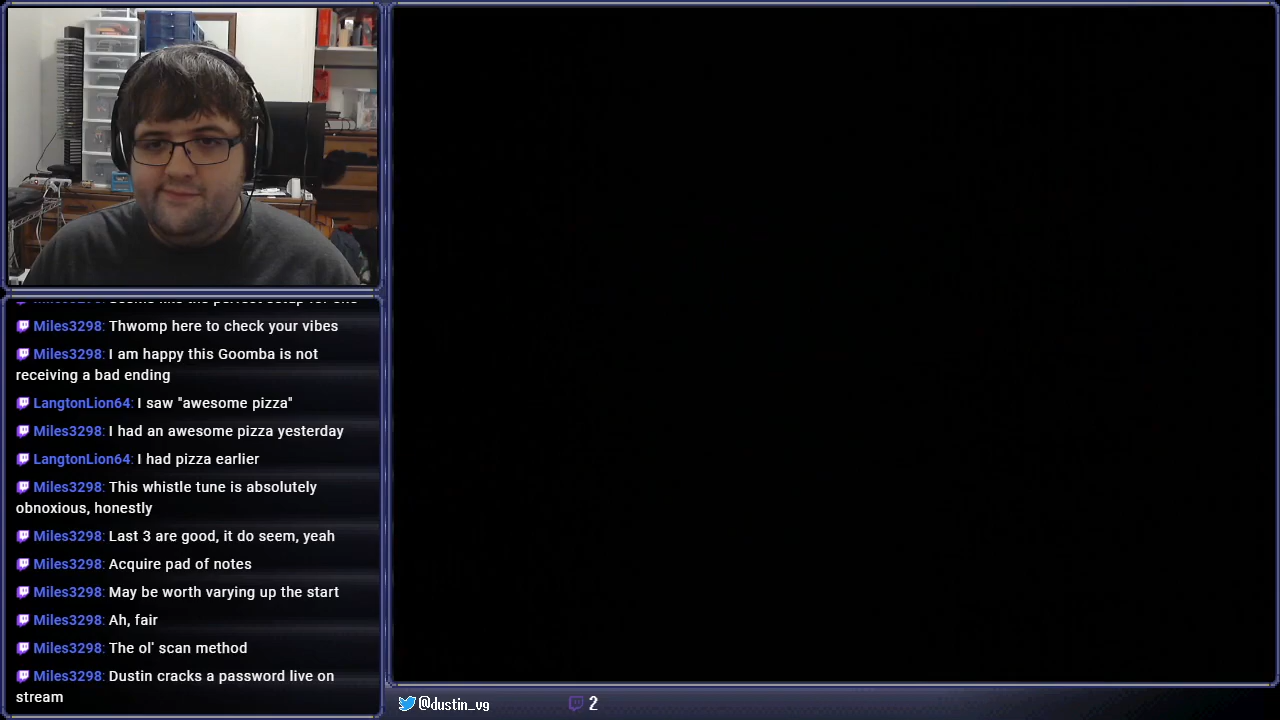 Miles3298: Thwomp here to check your vibes
Miles3298: I am happy this Goomba is not
receiving a bad ending
LangtonLion64: I saw "awesome pizza"
Miles3298: I had an awesome pizza yesterday
LangtonLion64: I had pizza earlier
Miles3298: This whistle tune is absolutely
obnoxious, honestly
Miles3298: Last 3 are good, it do seem, yeah
Miles3298: Acquire pad of notes
Miles3298: May be worth varying up the start
Miles3298: Ah, fair
Miles3298: The ol' scan method
Miles3298: Dustin cracks a password live on
stream
@dustin_vg
2